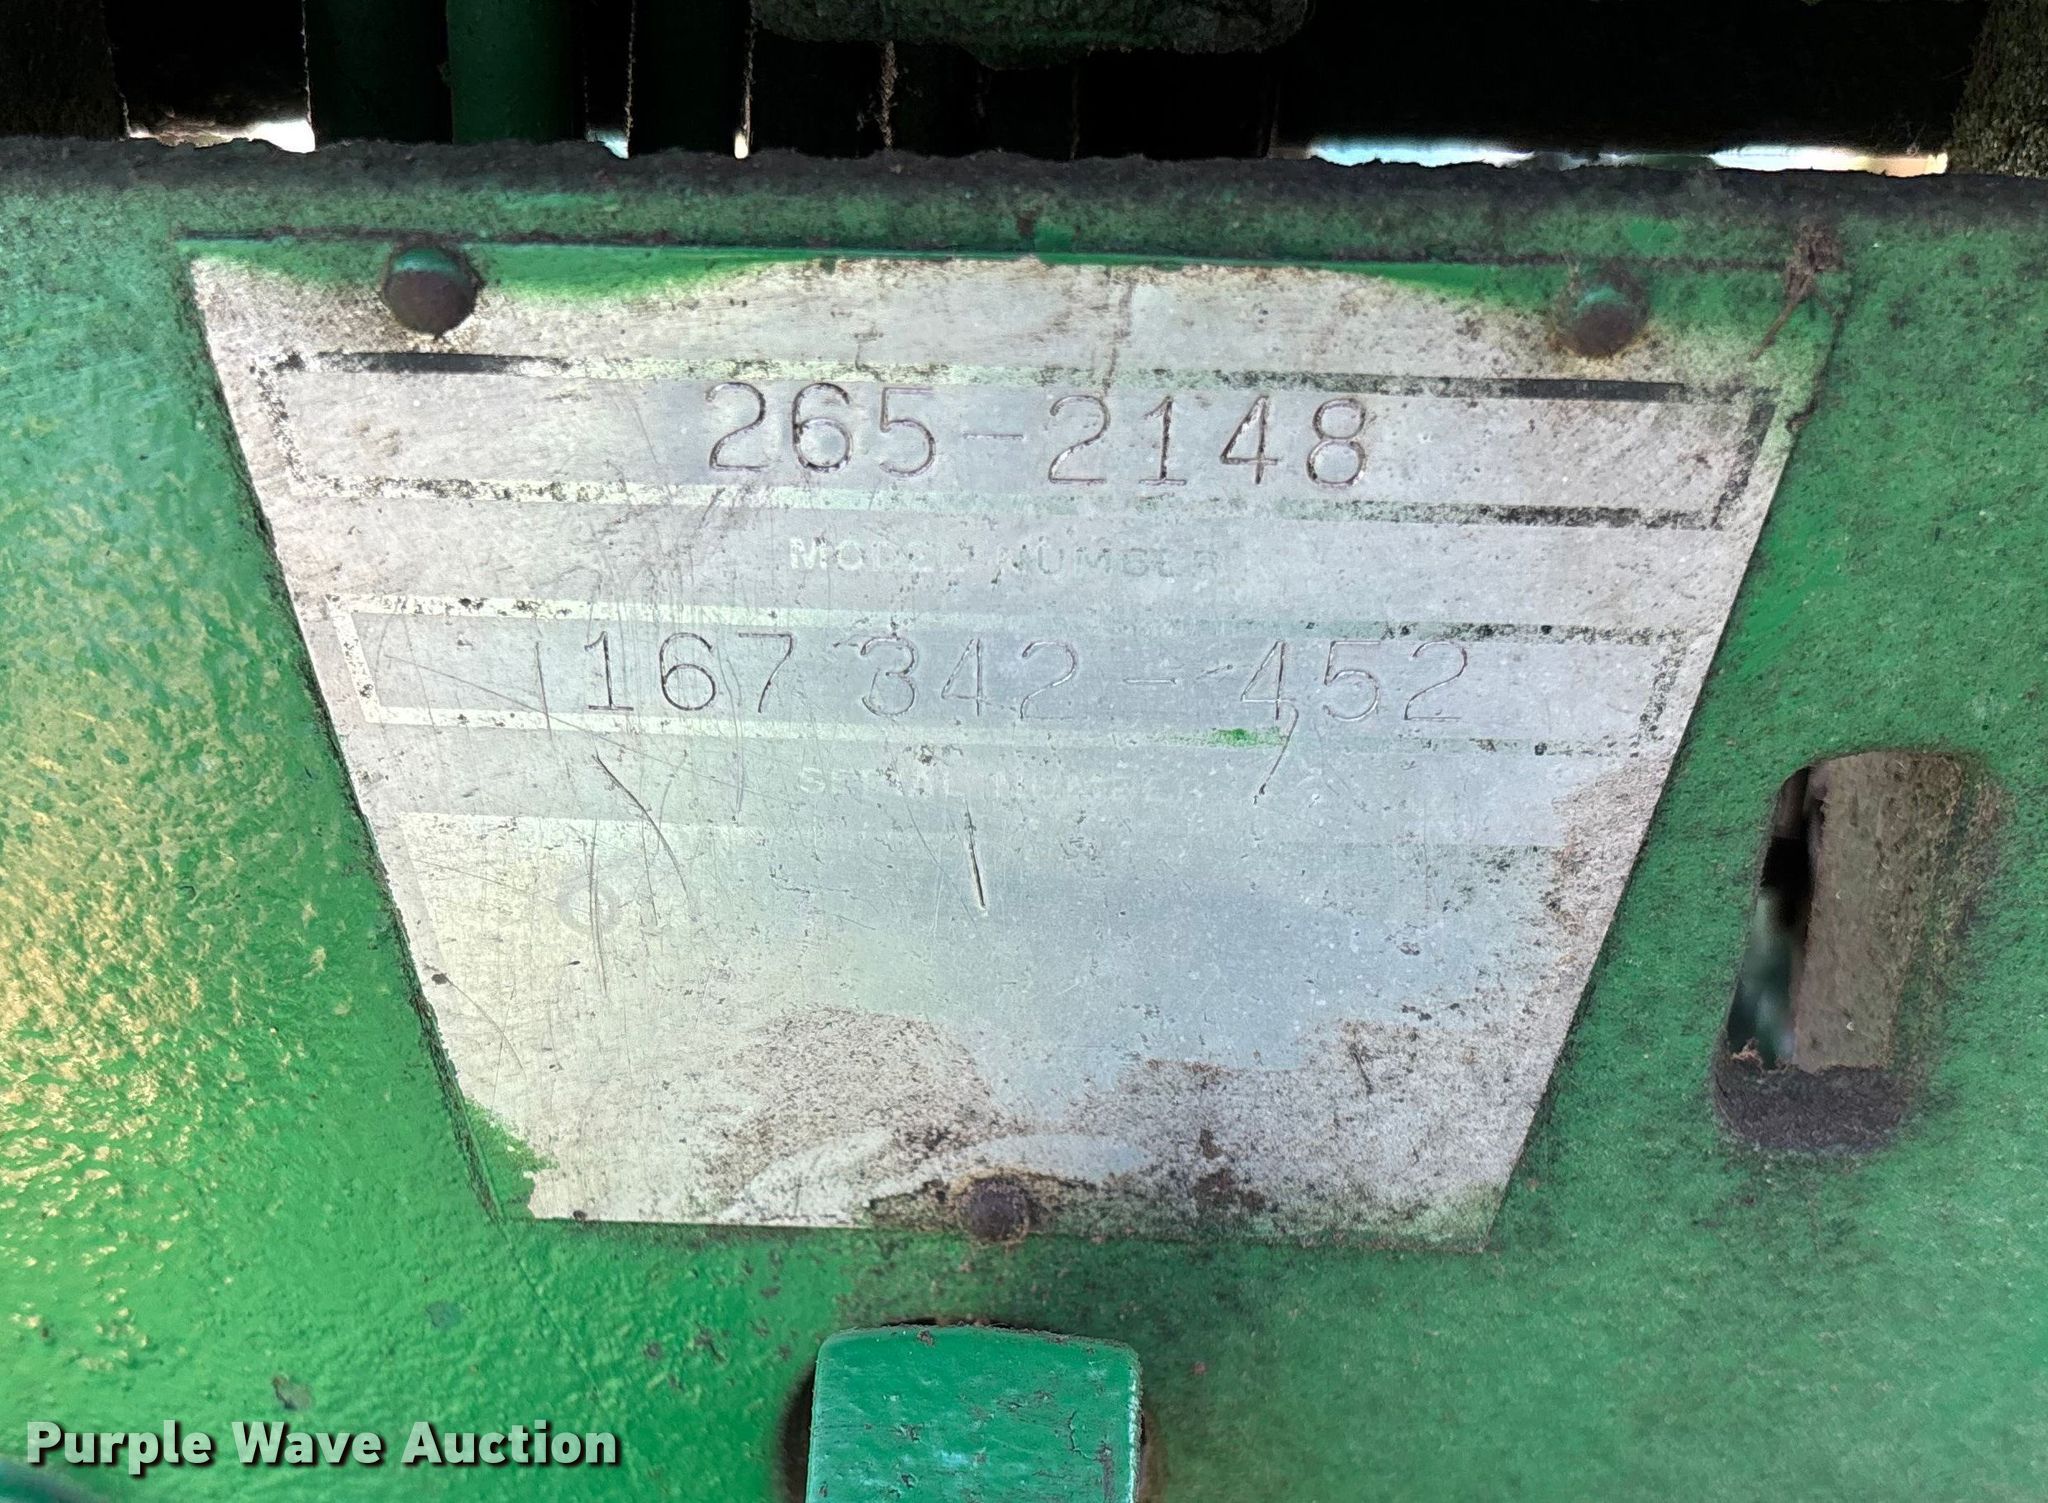 265-2148
MODEL NUMBER
167 342-452
SERIAL NUMBER
Purple Wave Auction